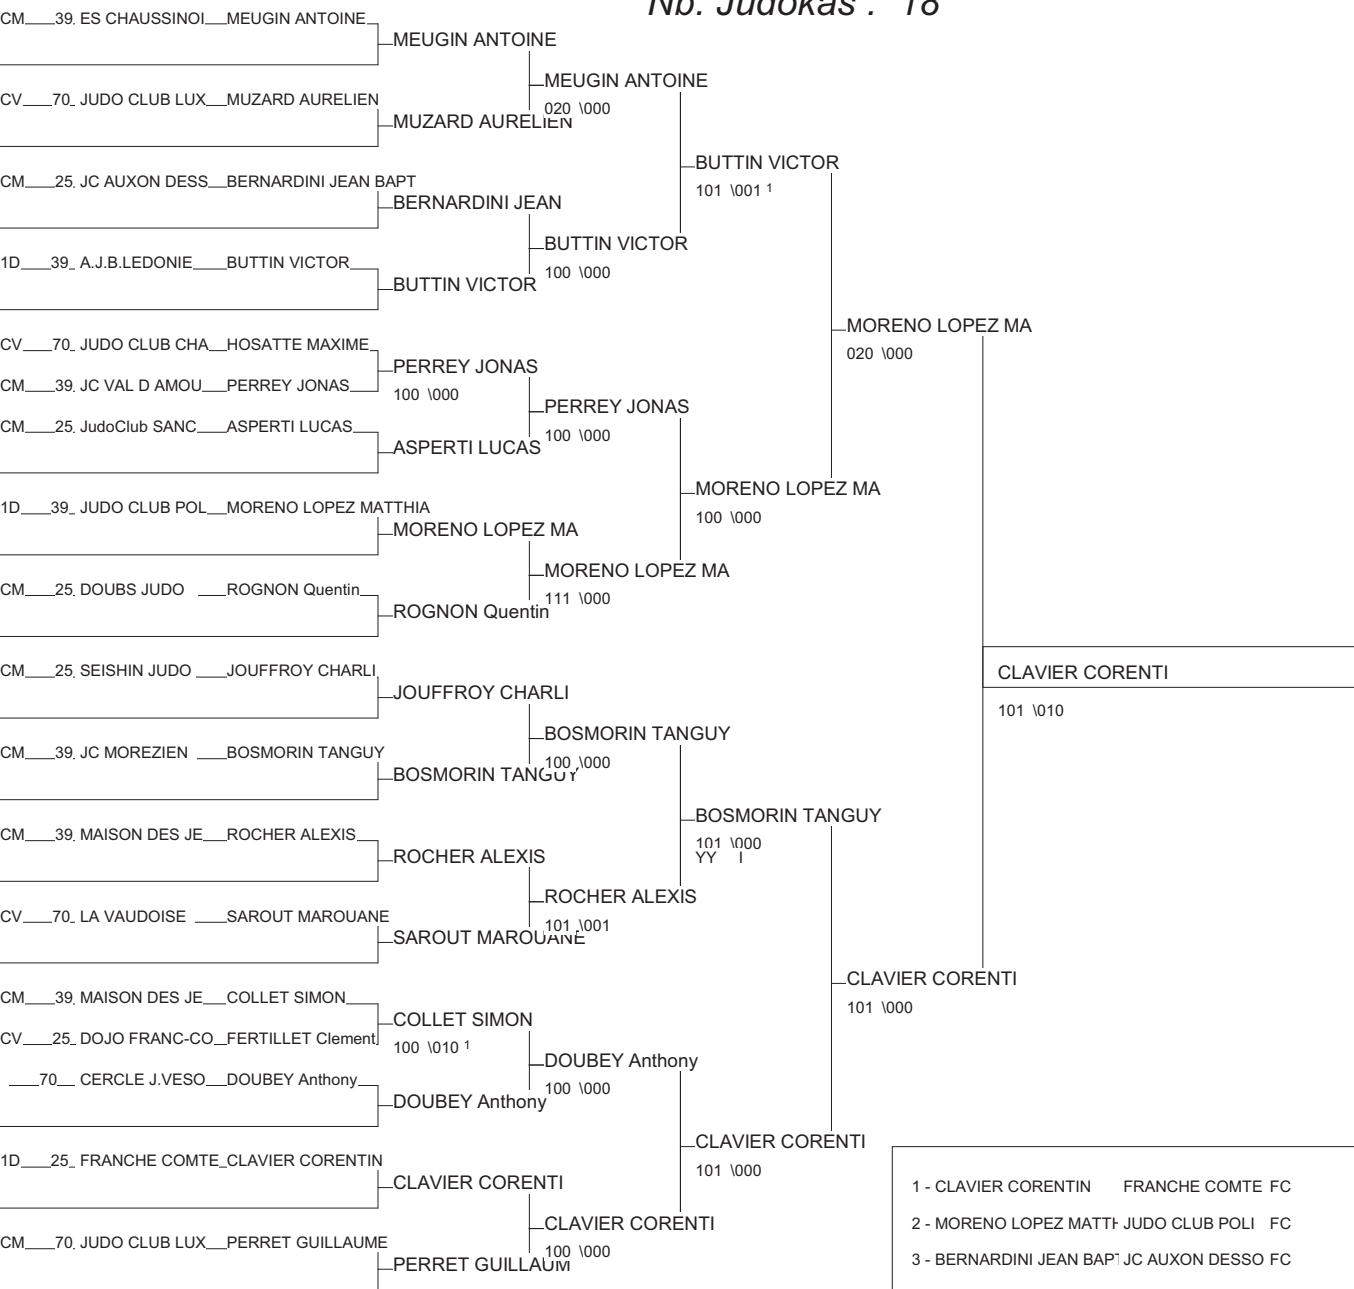 Nb. Judokas : 18
CM 39 ES CHAUSSINOI MEUGIN ANTOINE
MEUGIN ANTOINE
MEUGIN ANTOINE
020 \000
CV 70 JUDO CLUB LUX MUZARD AURELIEN
MUZARD AURELIEN
BUTTIN VICTOR
101 \001 1
CM 25 JC AUXON DESS BERNARDINI JEAN BAPT
BERNARDINI JEAN
BUTTIN VICTOR
100 \000
1D 39 A.J.B.LEDONIE BUTTIN VICTOR
BUTTIN VICTOR
MORENO LOPEZ MA
020 \000
CV 70 JUDO CLUB CHA HOSATTE MAXIME
PERREY JONAS
100 \000
CM 39 JC VAL D AMOU PERREY JONAS
PERREY JONAS
100 \000
CM 25 JudoClub SANC ASPERTI LUCAS
ASPERTI LUCAS
MORENO LOPEZ MA
100 \000
1D 39 JUDO CLUB POL MORENO LOPEZ MATTHIA
MORENO LOPEZ MA
MORENO LOPEZ MA
111 \000
CM 25 DOUBS JUDO ROGNON Quentin
ROGNON Quentin
CLAVIER CORENTI
101 \010
CM 25 SEISHIN JUDO JOUFFROY CHARLI
JOUFFROY CHARLI
BOSMORIN TANGUY
100 \000
CM 39 JC MOREZIEN BOSMORIN TANGUY
BOSMORIN TANGUY
BOSMORIN TANGUY
101 \000
YY I
CM 39 MAISON DES JE ROCHER ALEXIS
ROCHER ALEXIS
ROCHER ALEXIS
101 \001
CV 70 LA VAUDOISE SAROUT MAROUANE
SAROUT MAROUANE
CLAVIER CORENTI
101 \000
CM 39 MAISON DES JE COLLET SIMON
COLLET SIMON
100 \010 1
CV 25 DOJO FRANC-CO FERTILLET Clement
DOUBEY Anthony
100 \000
70 CERCLE J.VESO DOUBEY Anthony
DOUBEY Anthony
CLAVIER CORENTI
101 \000
1D 25 FRANCHE COMTE CLAVIER CORENTIN
CLAVIER CORENTI
CLAVIER CORENTI
100 \000
CM 70 JUDO CLUB LUX PERRET GUILLAUME
PERRET GUILLAUM
1 - CLAVIER CORENTIN FRANCHE COMTE FC
2 - MORENO LOPEZ MATTH JUDO CLUB POLI FC
3 - BERNARDINI JEAN BAPT JC AUXON DESSO FC